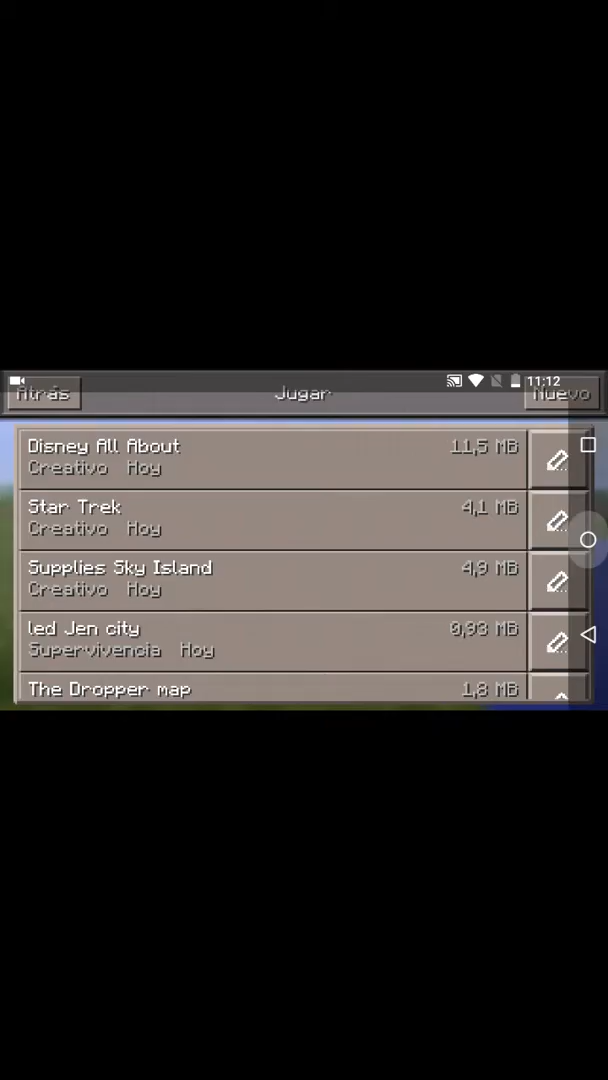 11:12
Atrás Jugar Nuevo
Disney All About 11,5 MB
Creativo Hoy
Star Trek 4,1 MB
Creativo Hoy
Supplies Sky Island 4,9 MB
Creativo Hoy
led Jen city 0,93 MB
Supervivencia Hoy
The Dropper map 1,8 MB